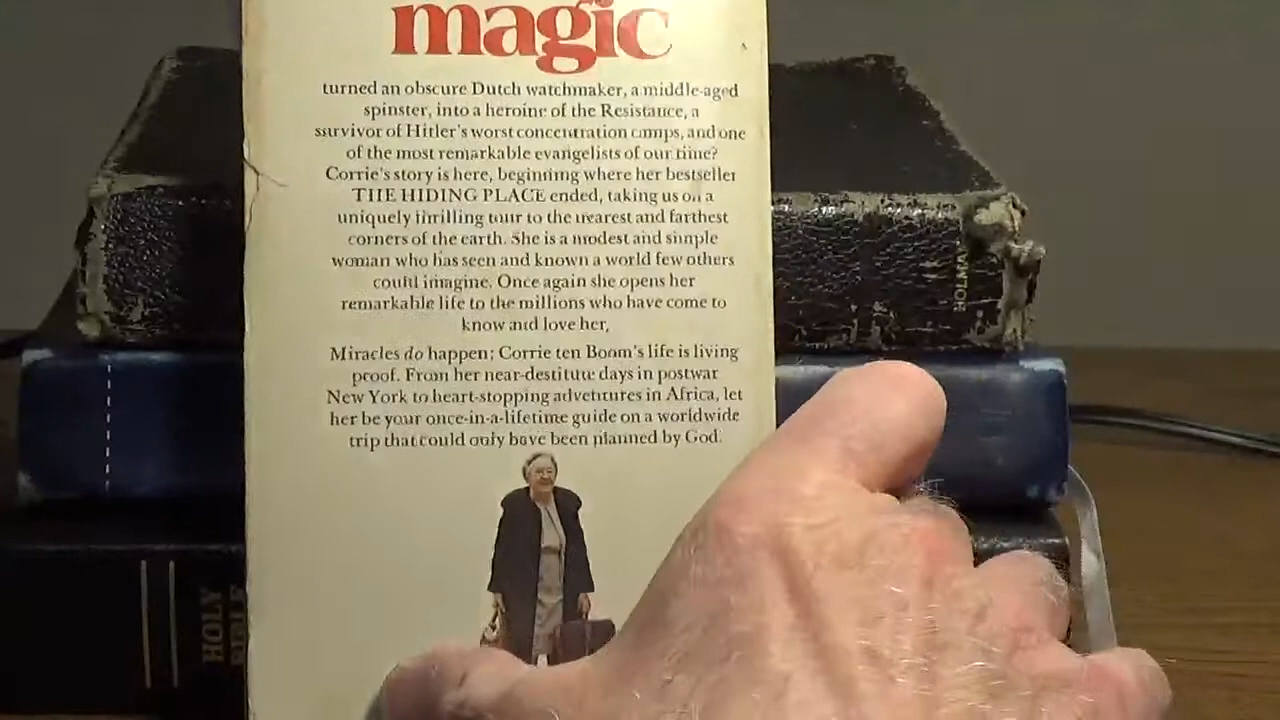 magic
turned an obscure Dutch watchmaker, a middle-aged
spinster, into a heroine of the Resistance, a
survivor of Hitler's worst concentration camps, and one
of the most remarkable evangelists of our time?
Corrie's story is here, beginning where her bestseller
THE HIDING PLACE ended, taking us on a
uniquely thrilling tour to the nearest and farthest
corners of the earth. She is a modest and simple
woman who has seen and known a world few others
could imagine. Once again she opens her
remarkable life to the millions who have come to
know and love her.
Miracles do happen; Corrie ten Boom's life is living
proof. From her near-destitute days in postwar
New York to heart-stopping adventures in Africa, let
her be your once-in-a-lifetime guide on a worldwide
trip that could only have been planned by God.
HOLMAN
HOLY
BIBLE